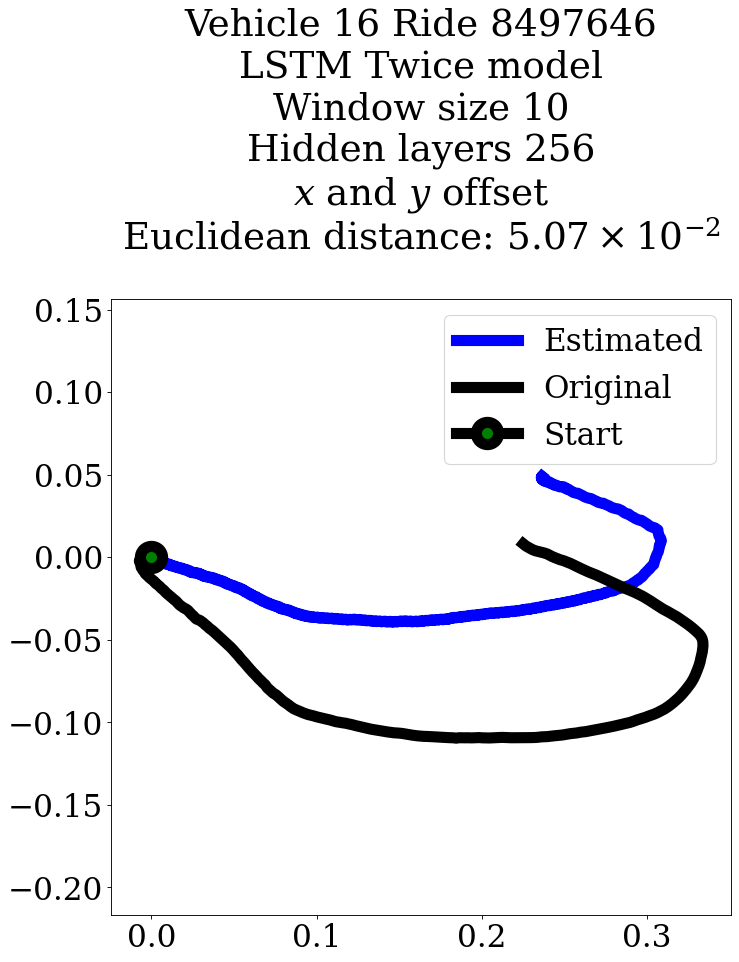 Vehicle 16 Ride 8497646
LSTM Twice model
Window size 10
Hidden layers 256
x and y offset
Euclidean distance: 5.07 × 10⁻²
0.15
0.10
0.05
0.00
−0.05
−0.10
−0.15
−0.20
Estimated
Original
Start
0.0 0.1 0.2 0.3